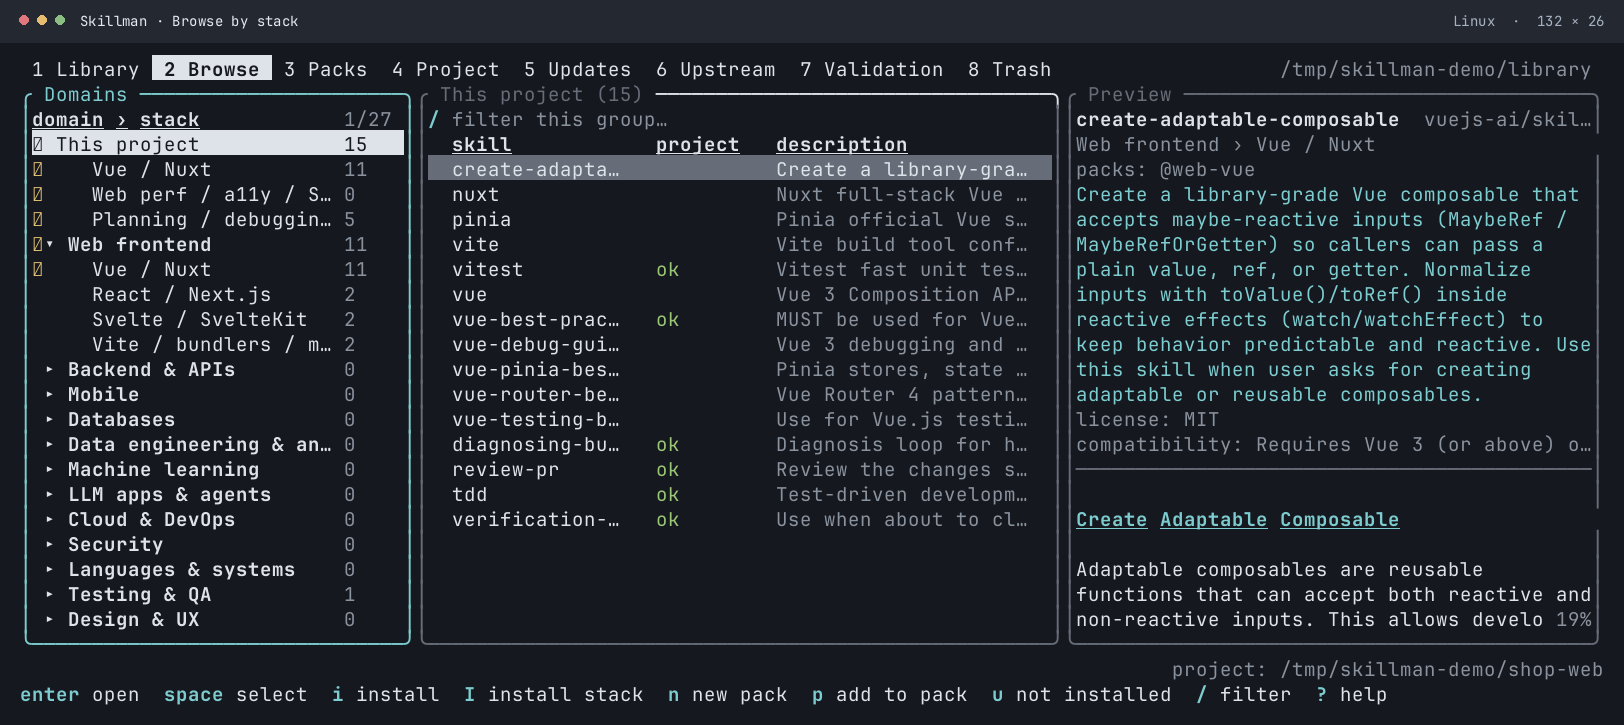 Skillman · Browse by stack
Linux · 132 × 26
1 Library 2 Browse 3 Packs 4 Project 5 Updates 6 Upstream 7 Validation 8 Trash
/tmp/skillman-demo/library
Domains
domain › stack 1/27
This project 15
Vue / Nuxt 11
Web perf / a11y / S… 0
Planning / debuggin… 5
▾ Web frontend 11
Vue / Nuxt 11
React / Next.js 2
Svelte / SvelteKit 2
Vite / bundlers / m… 2
▸ Backend & APIs 0
▸ Mobile 0
▸ Databases 0
▸ Data engineering & an… 0
▸ Machine learning 0
▸ LLM apps & agents 0
▸ Cloud & DevOps 0
▸ Security 0
▸ Languages & systems 0
▸ Testing & QA 1
▸ Design & UX 0
This project (15)
/ filter this group…
skill project description
create-adapta… Create a library-gra…
nuxt Nuxt full-stack Vue …
pinia Pinia official Vue s…
vite Vite build tool conf…
vitest ok Vitest fast unit tes…
vue Vue 3 Composition AP…
vue-best-prac… ok MUST be used for Vue…
vue-debug-gui… Vue 3 debugging and …
vue-pinia-bes… Pinia stores, state …
vue-router-be… Vue Router 4 pattern…
vue-testing-b… Use for Vue.js testi…
diagnosing-bu… ok Diagnosis loop for h…
review-pr ok Review the changes s…
tdd ok Test-driven developm…
verification-… ok Use when about to cl…
Preview
create-adaptable-composable vuejs-ai/skil…
Web frontend › Vue / Nuxt
packs: @web-vue
Create a library-grade Vue composable that
accepts maybe-reactive inputs (MaybeRef /
MaybeRefOrGetter) so callers can pass a
plain value, ref, or getter. Normalize
inputs with toValue()/toRef() inside
reactive effects (watch/watchEffect) to
keep behavior predictable and reactive. Use
this skill when user asks for creating
adaptable or reusable composables.
license: MIT
compatibility: Requires Vue 3 (or above) o…
Create Adaptable Composable
Adaptable composables are reusable
functions that can accept both reactive and
non-reactive inputs. This allows develo 19%
project: /tmp/skillman-demo/shop-web
enter open space select i install I install stack n new pack p add to pack u not installed / filter ? help